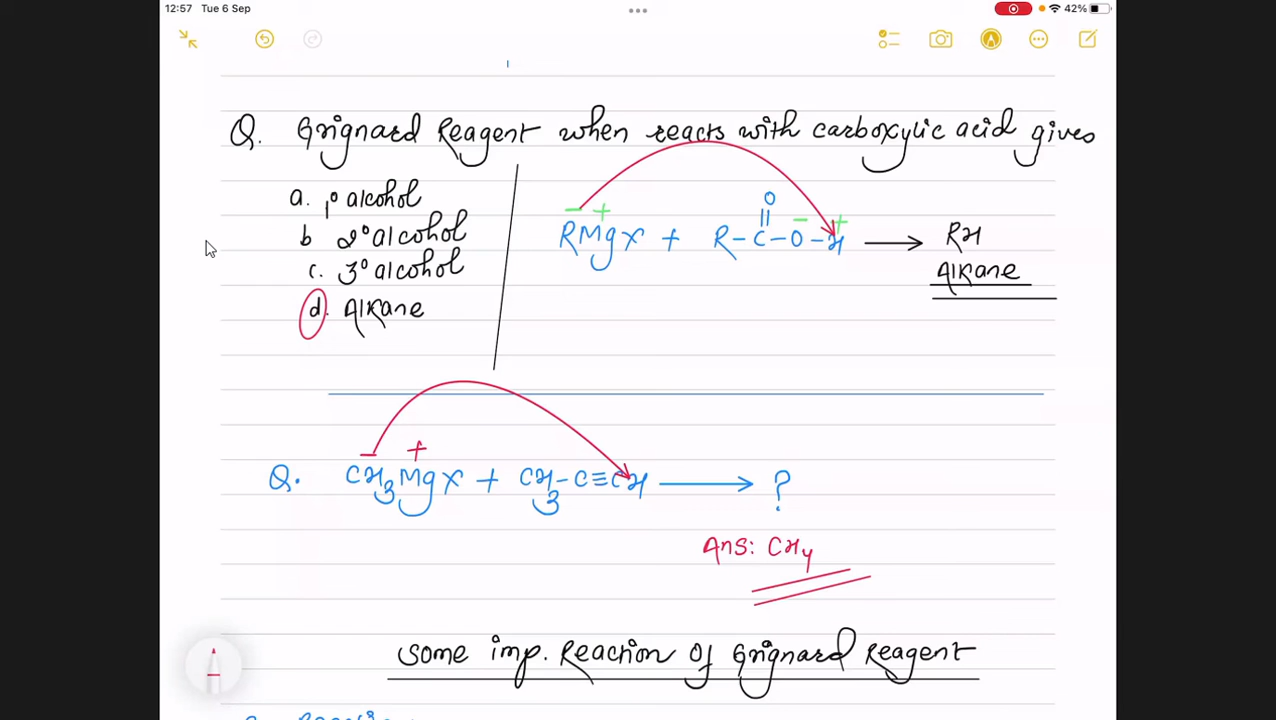 12:57 Tue 6 Sep
42%
Q. Grignard Reagent when reacts with carboxylic acid gives
a. 1° alcohol
b 2° alcohol
c. 3° alcohol
d. Alkane
− + O − +
RMgx + R-C-O-H → RH
Alkane
− +
Q. CH3Mgx + CH3-C≡CH → ?
Ans: CH4
Some imp. Reaction of Grignard Reagent